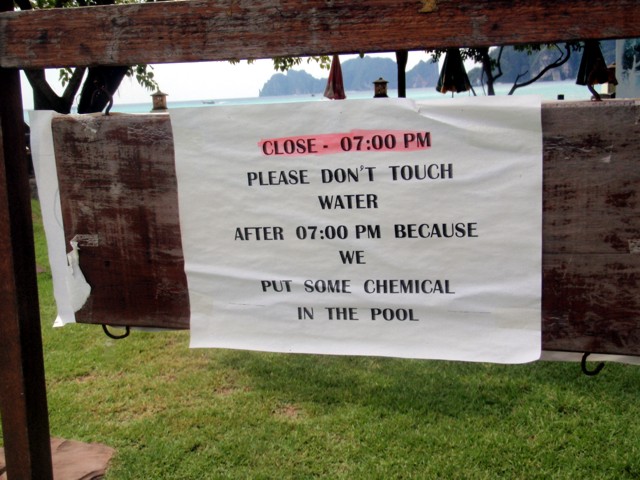 CLOSE - 07:00 PM
PLEASE DON'T TOUCH
WATER
AFTER 07:00 PM BECAUSE
WE
PUT SOME CHEMICAL
IN THE POOL